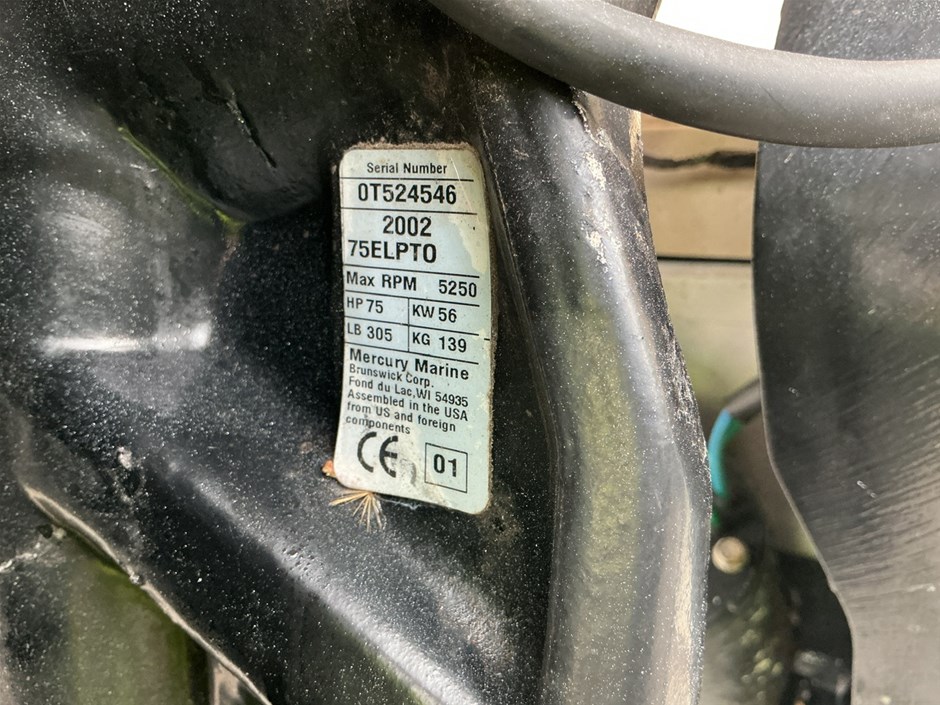 Serial Number
0T524546
2002
75ELPTO
Max RPM 5250
HP 75 KW 56
LB 305 KG 139
Mercury Marine
Brunswick Corp.
Fond du Lac, WI 54935
Assembled in the USA
from US and foreign
components
CE 01